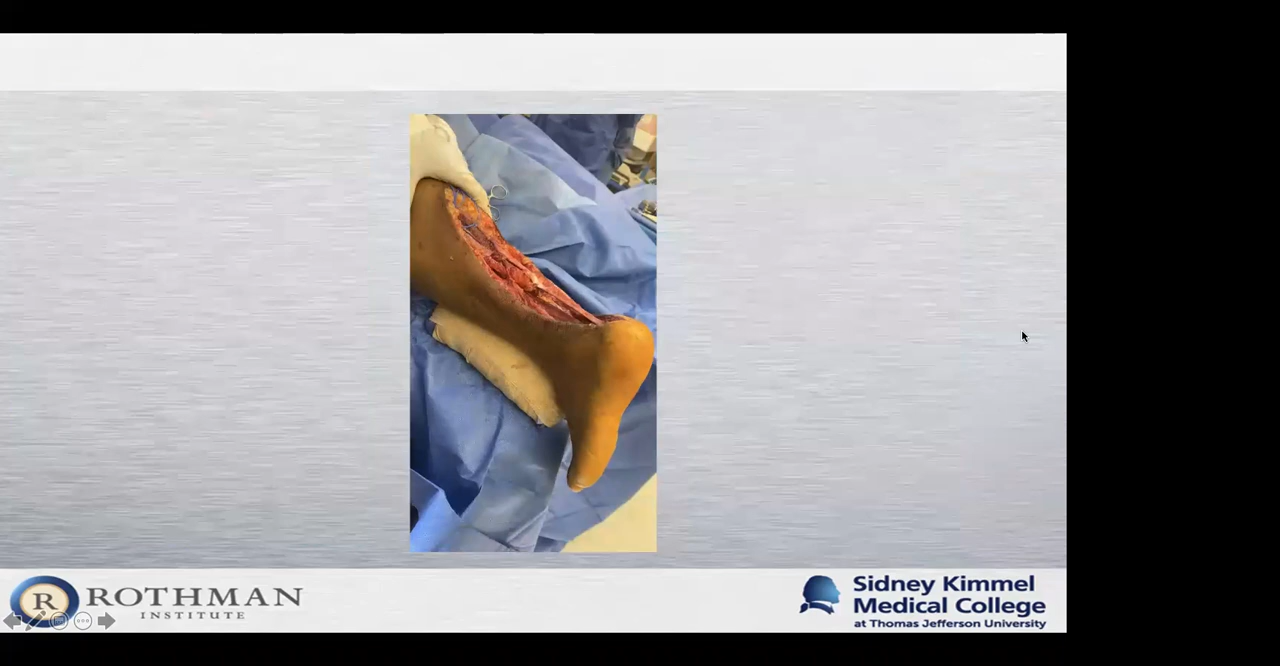 R ROTHMAN
INSTITUTE
Sidney Kimmel
Medical College
at Thomas Jefferson University